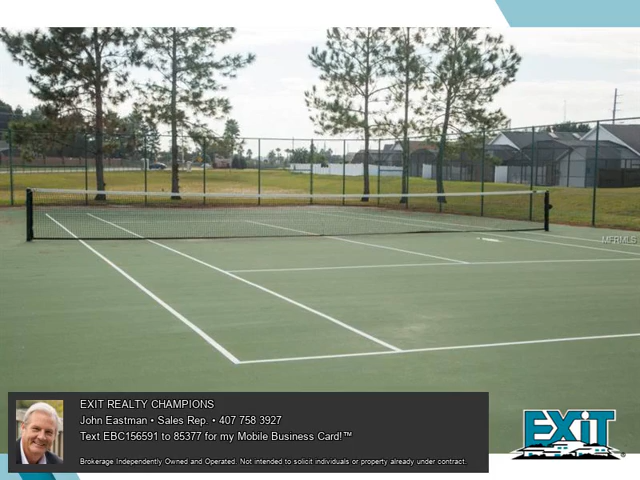 MFRMLS
EXIT REALTY CHAMPIONS
John Eastman • Sales Rep. • 407 758 3927
Text EBC156591 to 85377 for my Mobile Business Card!™
Brokerage Independently Owned and Operated. Not intended to solicit individuals or property already under contract.
EXIT
®